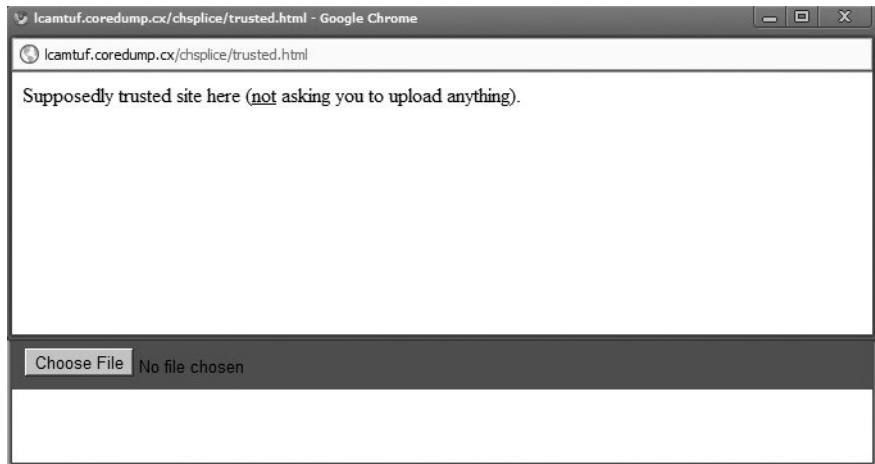 lcamtuf.coredump.cx/chsplice/trusted.html - Google Chrome
lcamtuf.coredump.cx/chsplice/trusted.html
Supposedly trusted site here (not asking you to upload anything).
Choose File No file chosen